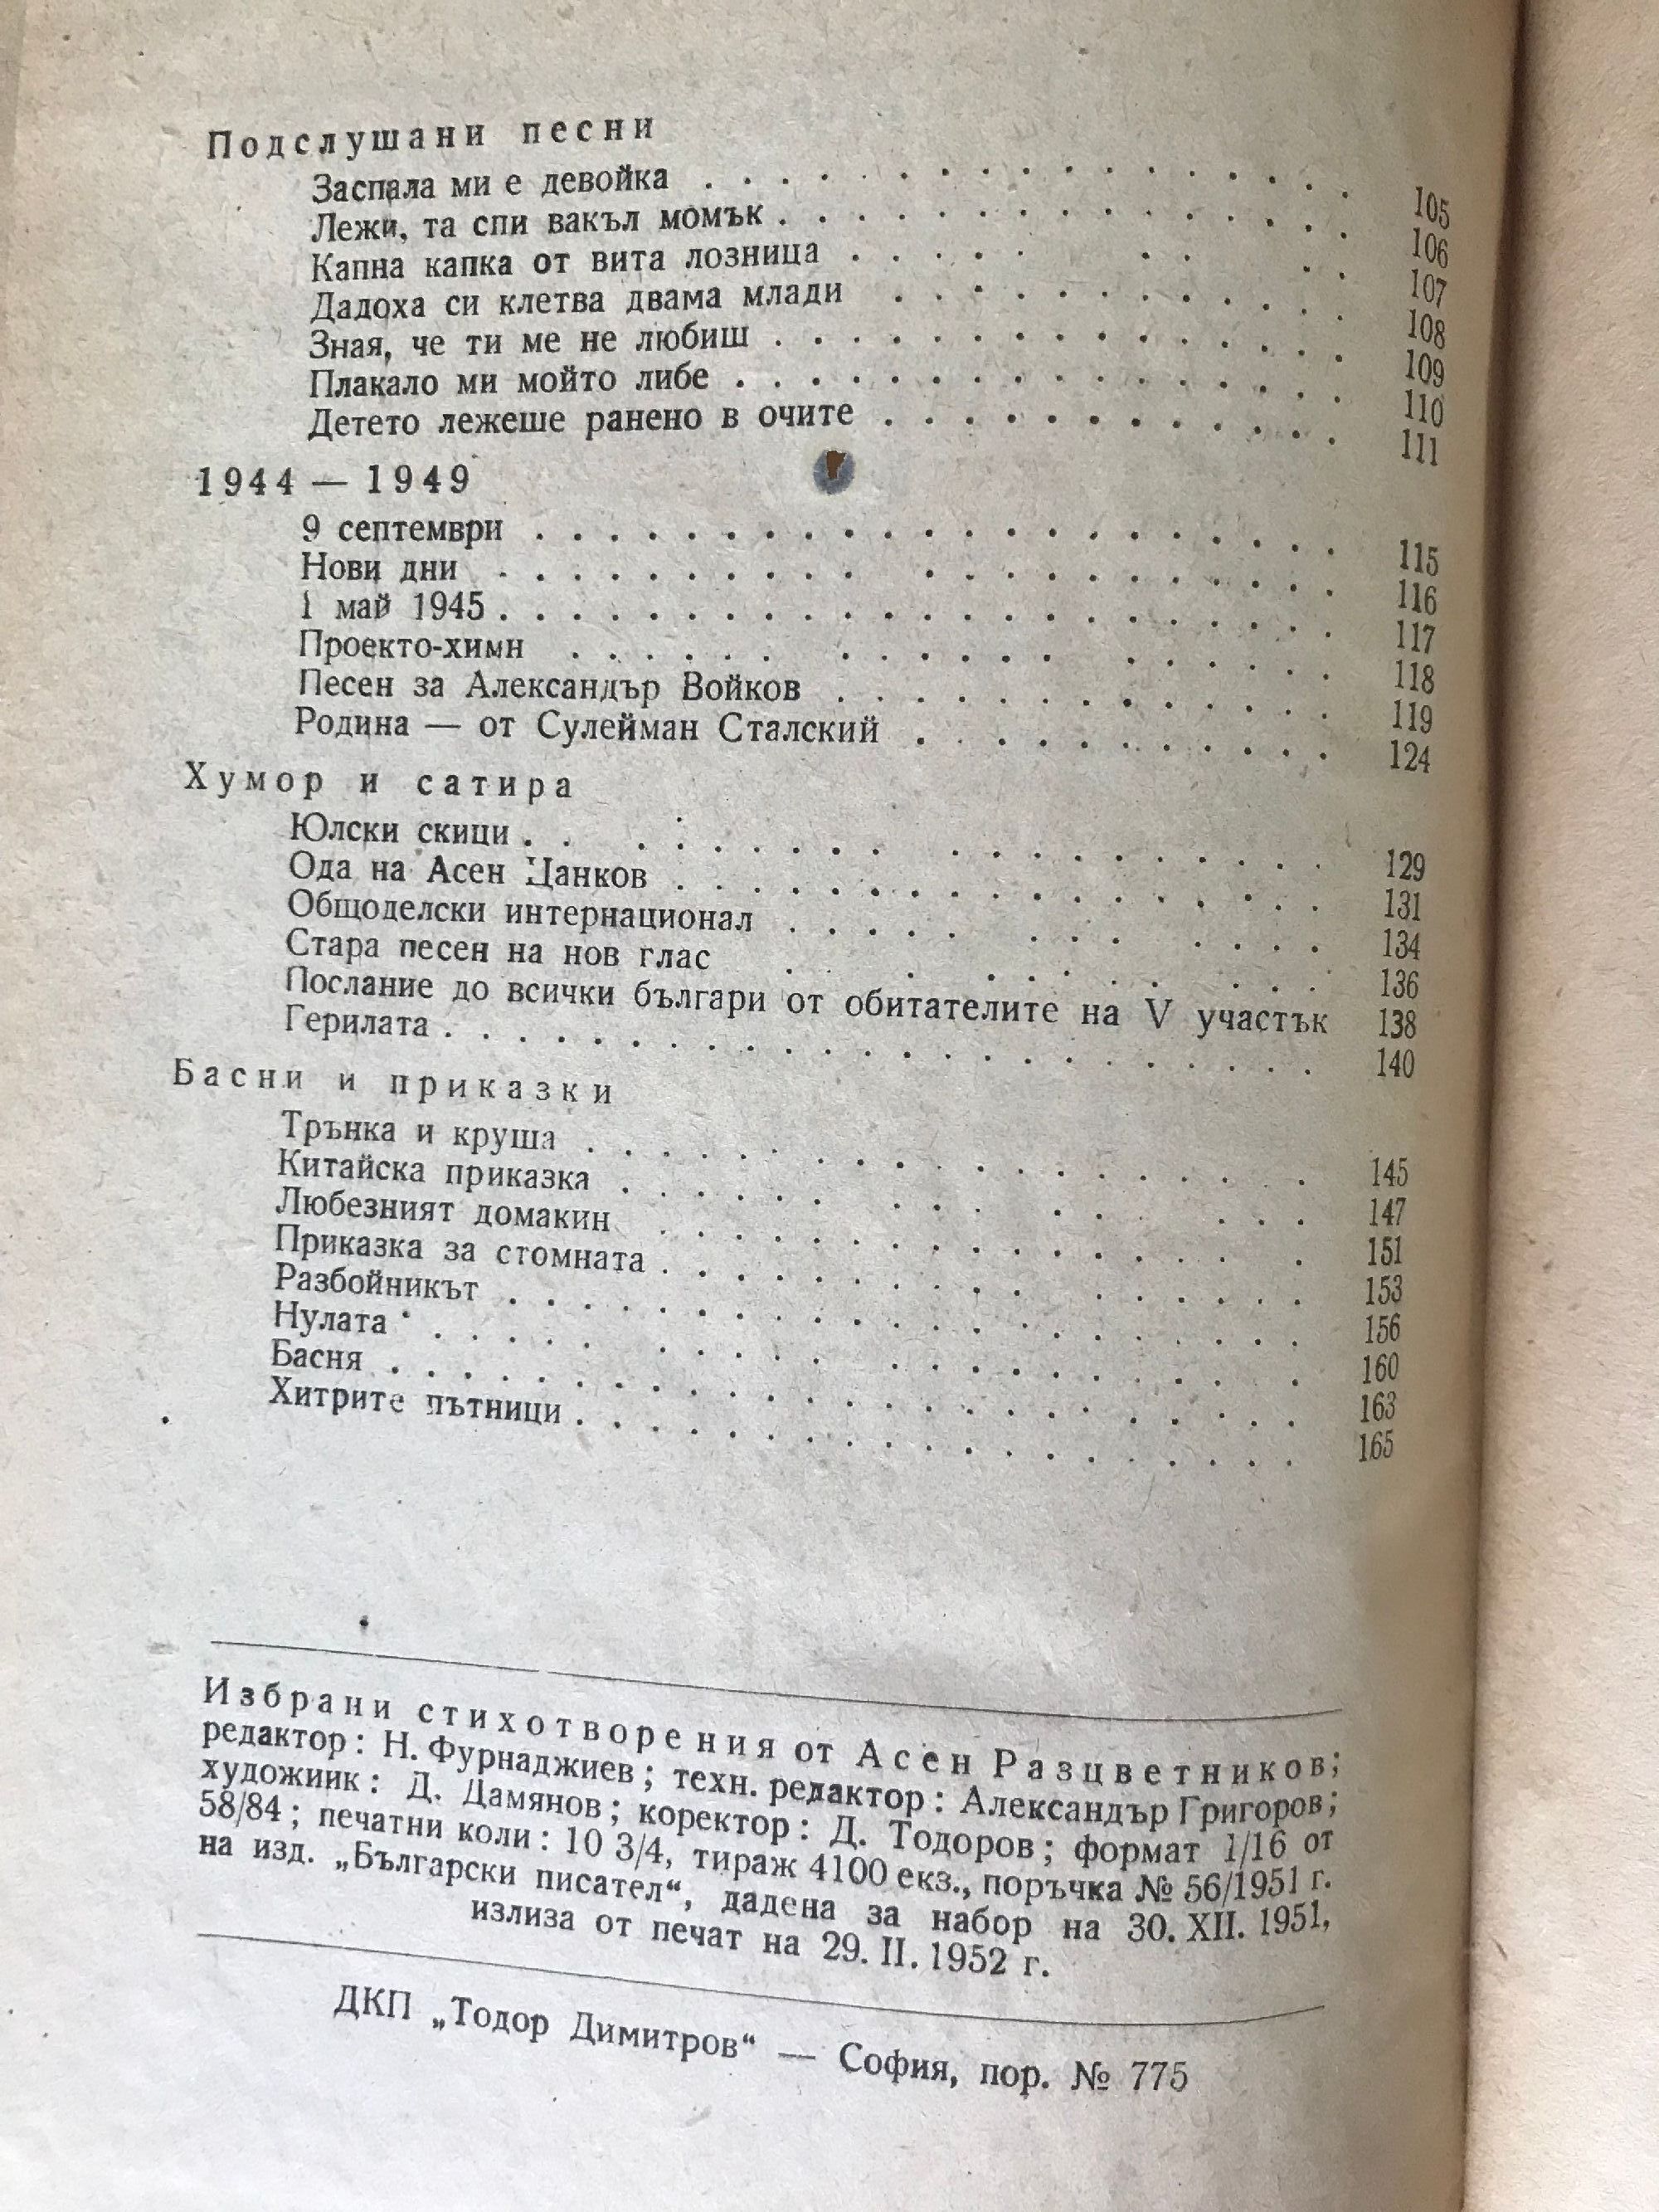 Подслушани песни
Заспала ми е девойка . . . . . . . . . . . . . . . . 105
Лежи, та спи вакъл момък . . . . . . . . . . . . . . 106
Капна капка от вита лозница . . . . . . . . . 107
Дадоха си клетва двама млади . . . . . . . . . . . . 108
Зная, че ти ме не любиш . . . . . . . . . . . . . . 109
Плакало ми мойто либе . . . . . . . . . . . . . . . 110
Детето лежеше ранено в очите . . . . . . . . . . . . 111
1944 — 1949
9 септември . . . . . . . . . . . . . . . . . . . . 115
Нови дни . . . . . . . . . . . . . . . . . . . . 116
1 май 1945 . . . . . . . . . . . . . . . . . . . . 117
Проекто-химн . . . . . . . . . . . . . . . . . 118
Песен за Александър Войков . . . . . . . . . . . . 119
Родина — от Сулейман Сталский . . . . . . . . . . . 124
Хумор и сатира
Юлски скици . . . . . . . . . . . . . . . . . . 129
Ода на Асен Цанков . . . . . . . . . . . . . . . . 131
Общоделски интернационал . . . . . . . . . . . . 134
Стара песен на нов глас . . . . . . . . . . 136
Послание до всички българи от обитателите на V участък 138
Герилата . . . . . . . . . . . . . . . . . . . . . 140
Басни и приказки
Трънка и круша . . . . . . . . . . . . . . . . . 145
Китайска приказка . . . . . . . . . . . . . . . 147
Любезният домакин . . . . . . . . . . . . . . . . 151
Приказка за стомната . . . . . . . . . . . . . . . 153
Разбойникът . . . . . . . . . . . . . . . . . . . . 156
Нулата . . . . . . . . . . . . . . . . . . . . 160
Басня . . . . . . . . . . . . . . . . . . . . . . . 163
Хитрите пътници . . . . . . . . . . . . . . . . . . 165
Избрани стихотворения от Асен Разцветников;
редактор: Н. Фурнаджиев; техн. редактор: Александър Григоров;
художиик: Д. Дамянов; коректор: Д. Тодоров; формат 1/16 от
58/84; печатни коли: 10 3/4, тираж 4100 екз., поръчка № 56/1951 г.
на изд. „Български писател“, дадена за набор на 30. XII. 1951,
излиза от печат на 29. II. 1952 г.
ДКП „Тодор Димитров“ — София, пор. № 775